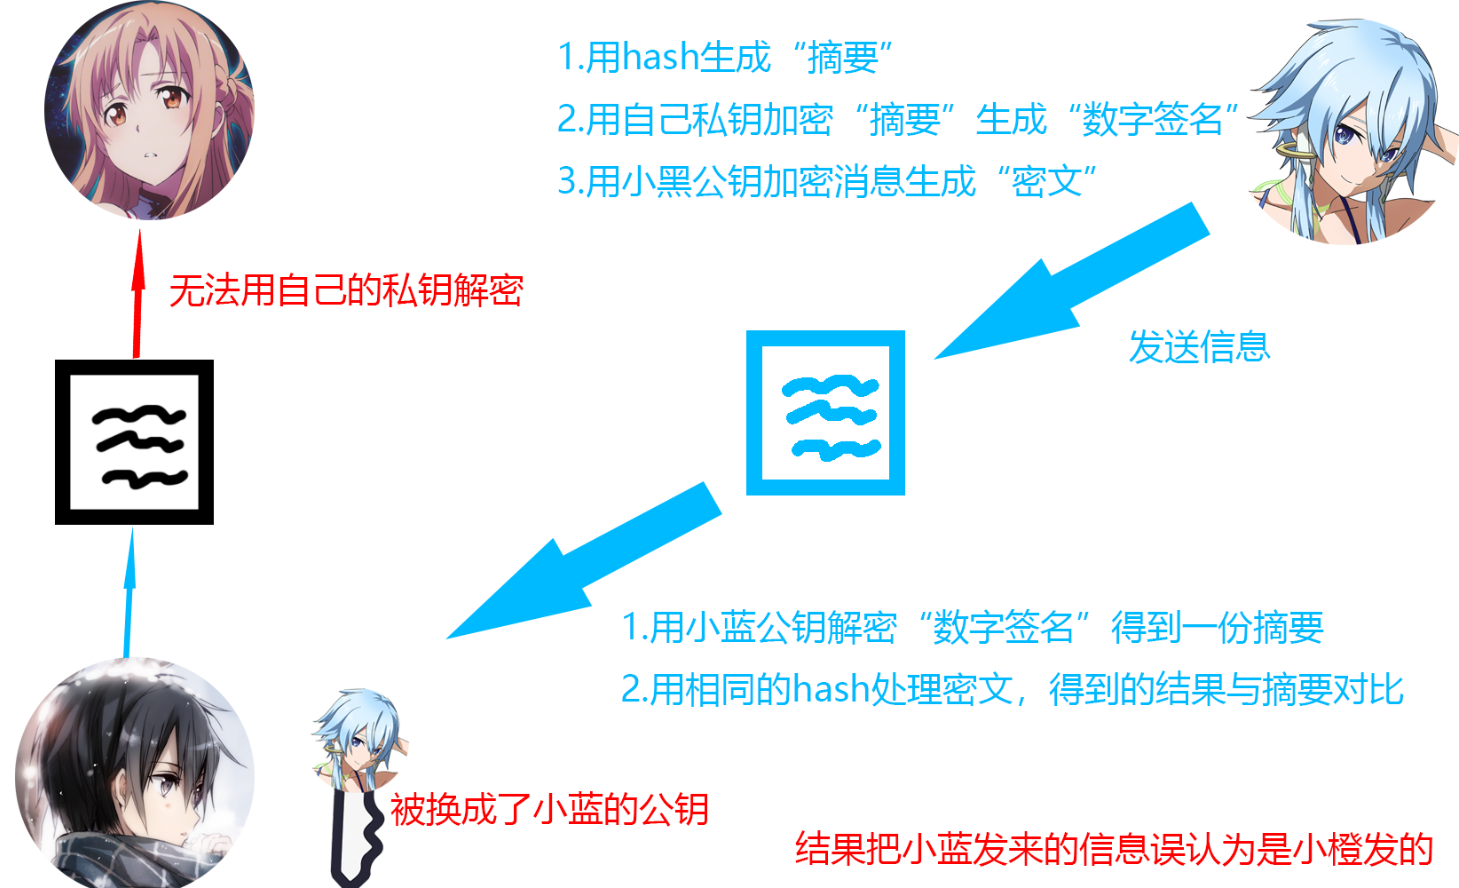 1.用hash生成“摘要”
2.用自己私钥加密“摘要”生成“数字签名”
3.用小黑公钥加密消息生成“密文”
无法用自己的私钥解密
发送信息
1.用小蓝公钥解密“数字签名”得到一份摘要
2.用相同的hash处理密文，得到的结果与摘要对比
被换成了小蓝的公钥
结果把小蓝发来的信息误认为是小橙发的